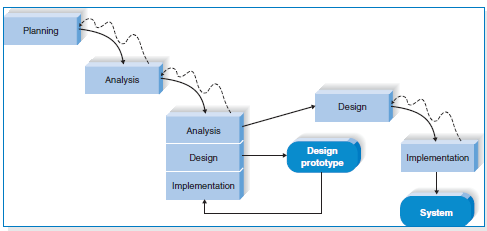 Planning
Analysis
Analysis
Design
Implementation
Design
prototype
Design
Implementation
System